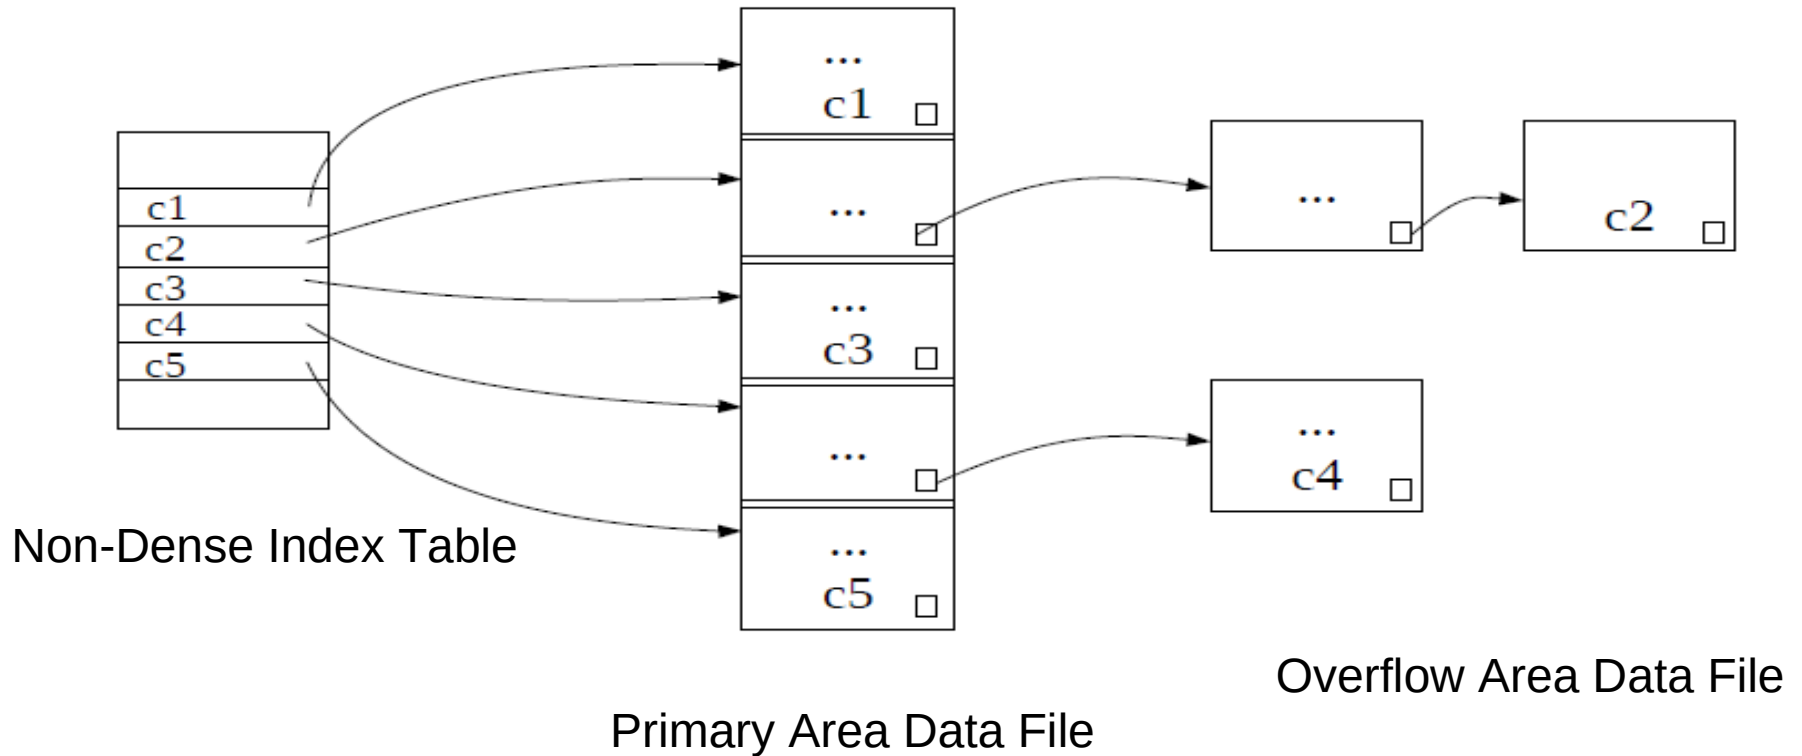 c1
c2
c3
c4
c5
Non-Dense Index Table
...
c1
...
...
c3
...
...
c5
Primary Area Data File
...
c2
...
c4
Overflow Area Data File